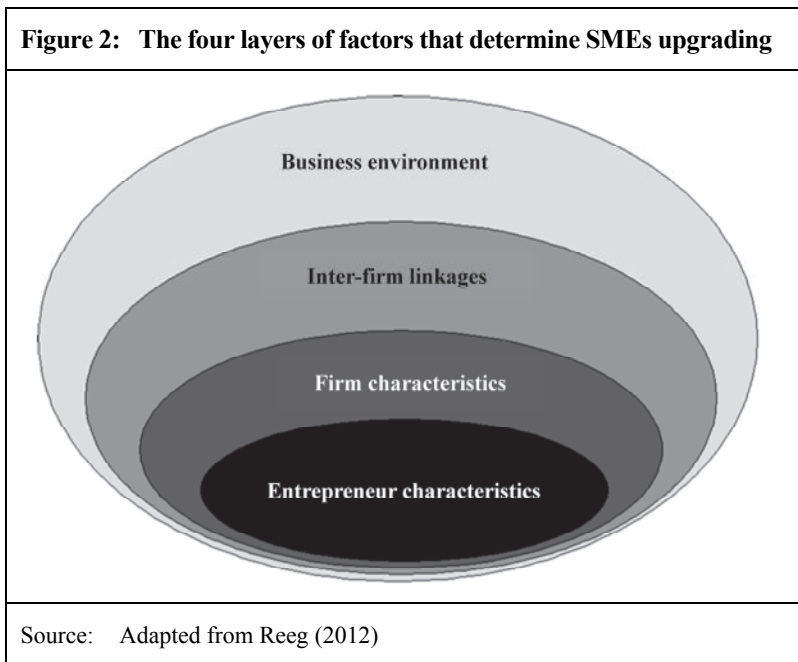 Figure 2: The four layers of factors that determine SMEs upgrading
Business environment
Inter-firm linkages
Firm characteristics
Entrepreneur characteristics
Source: Adapted from Reeg (2012)